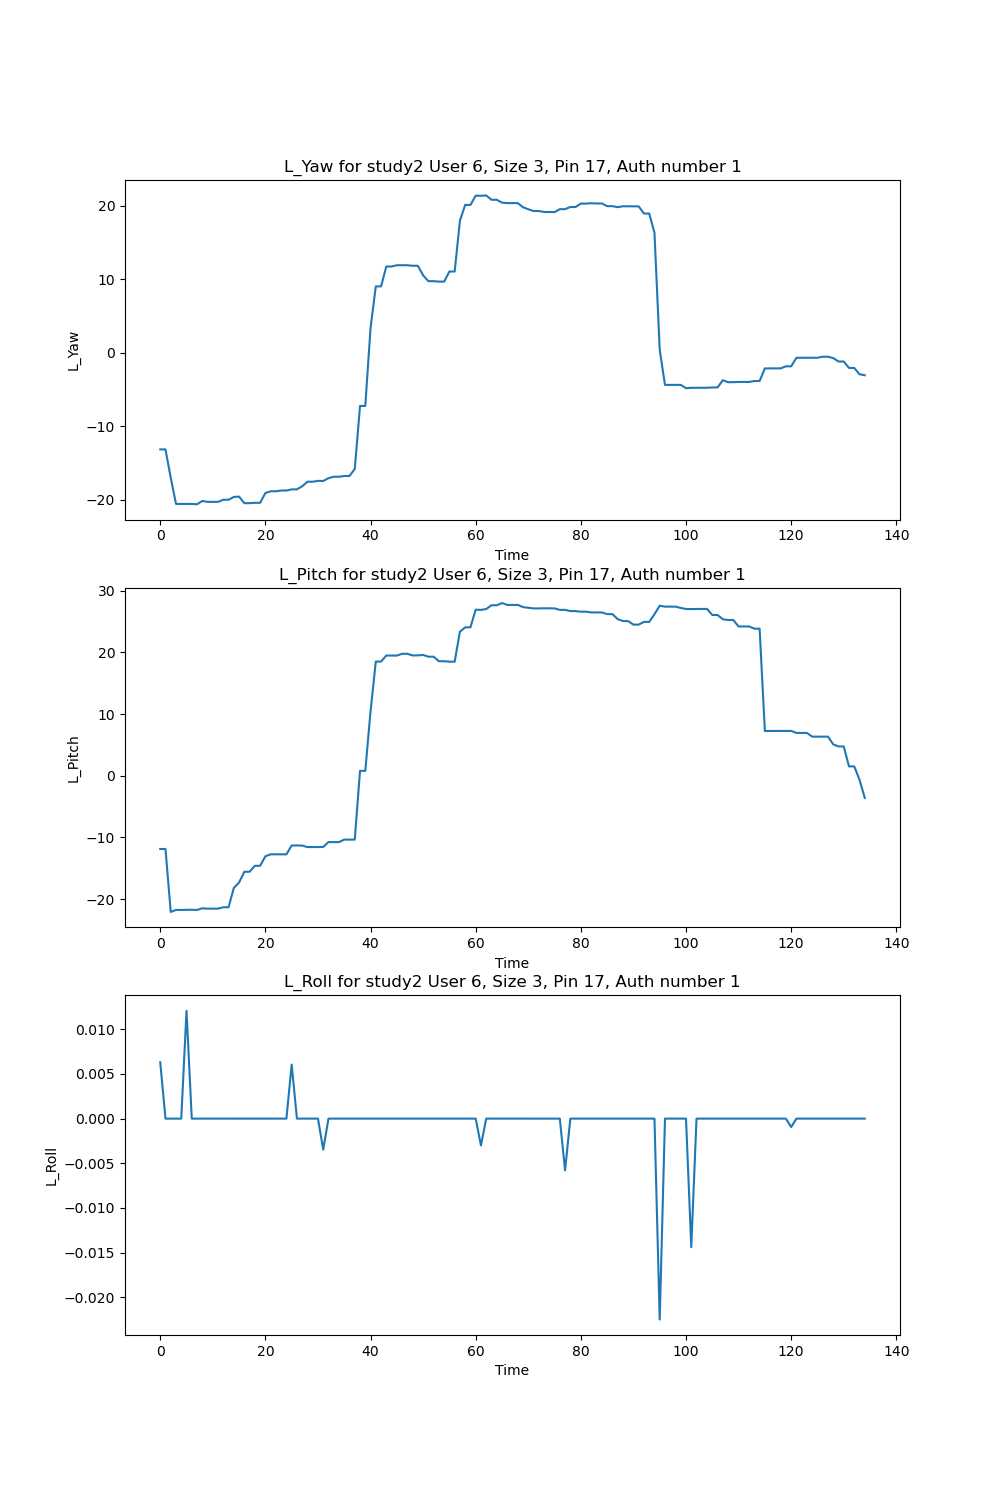 L_Yaw for study2 User 6, Size 3, Pin 17, Auth number 1
20
10
0
−10
−20
L_Yaw
0 20 40 60 80 100 120 140
Time
L_Pitch for study2 User 6, Size 3, Pin 17, Auth number 1
30
20
10
0
−10
−20
L_Pitch
0 20 40 60 80 100 120 140
Time
L_Roll for study2 User 6, Size 3, Pin 17, Auth number 1
0.010
0.005
0.000
−0.005
−0.010
−0.015
−0.020
L_Roll
0 20 40 60 80 100 120 140
Time